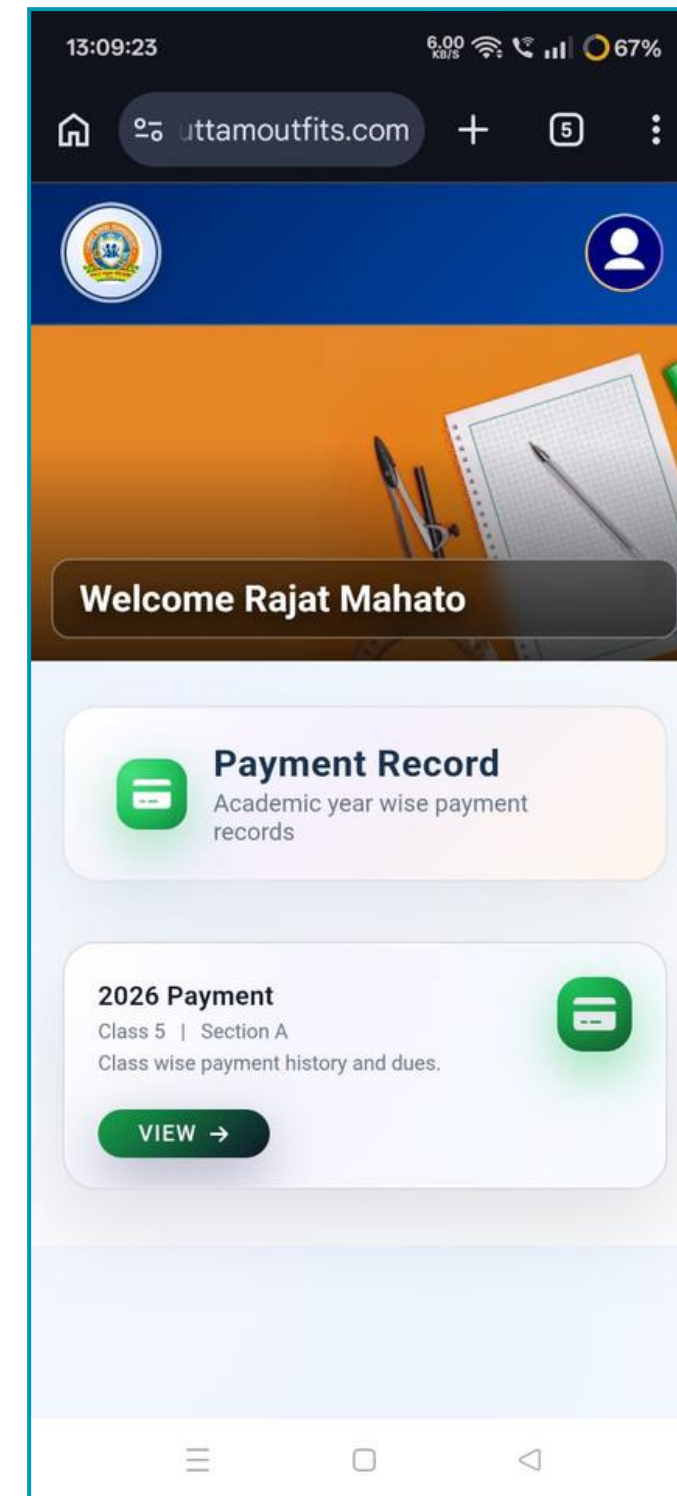 13:09:23 6.00 KB/S 67%
uttamoutfits.com 5
Welcome Rajat Mahato
Payment Record
Academic year wise payment
records
2026 Payment
Class 5 | Section A
Class wise payment history and dues.
VIEW →